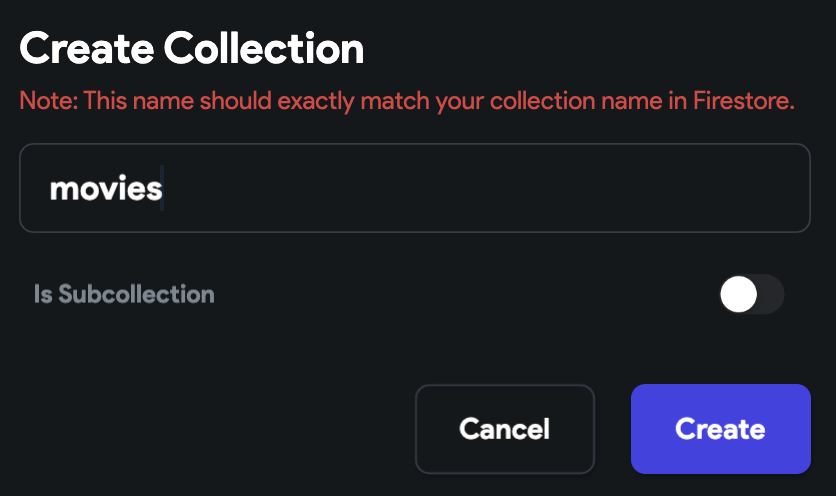 Create Collection
Note: This name should exactly match your collection name in Firestore.
movies
Is Subcollection
Cancel
Create